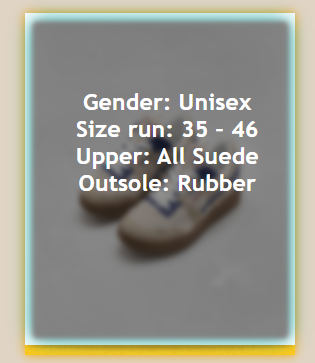 Gender: Unisex
Size run: 35 – 46
Upper: All Suede
Outsole: Rubber